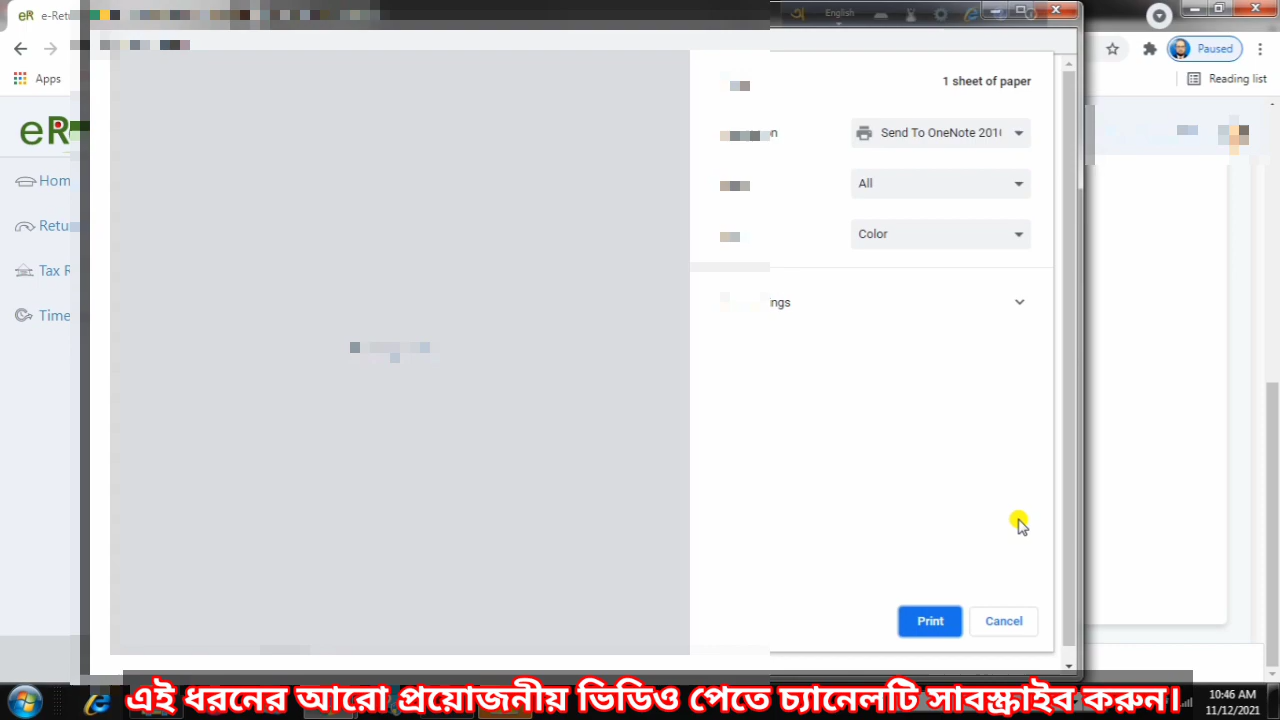 eR e-Retu
English
Paused
Apps
Reading list
eR
1 sheet of paper
Send To OneNote 201
All
Color
ngs
Hom
Retu
Tax R
Time
Print Cancel
এই ধরনের আরো প্রয়োজনীয় ভিডিও পেতে চ্যানেলটি সাবস্ক্রাইব করুন।
10:46 AM
11/12/2021